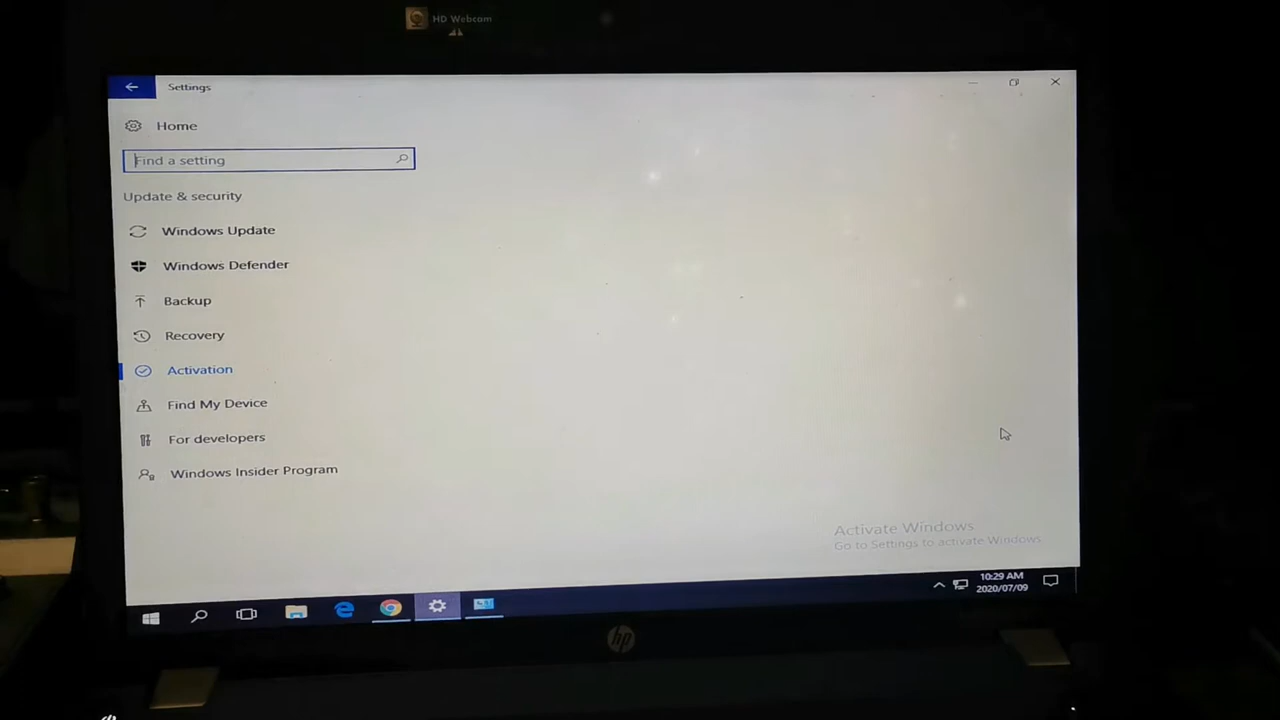 HD Webcam
Settings
Home
Find a setting
Update & security
Windows Update
Windows Defender
Backup
Recovery
Activation
Find My Device
For developers
Windows Insider Program
Activate Windows
Go to Settings to activate Windows.
10:29 AM
2020/07/09
hp